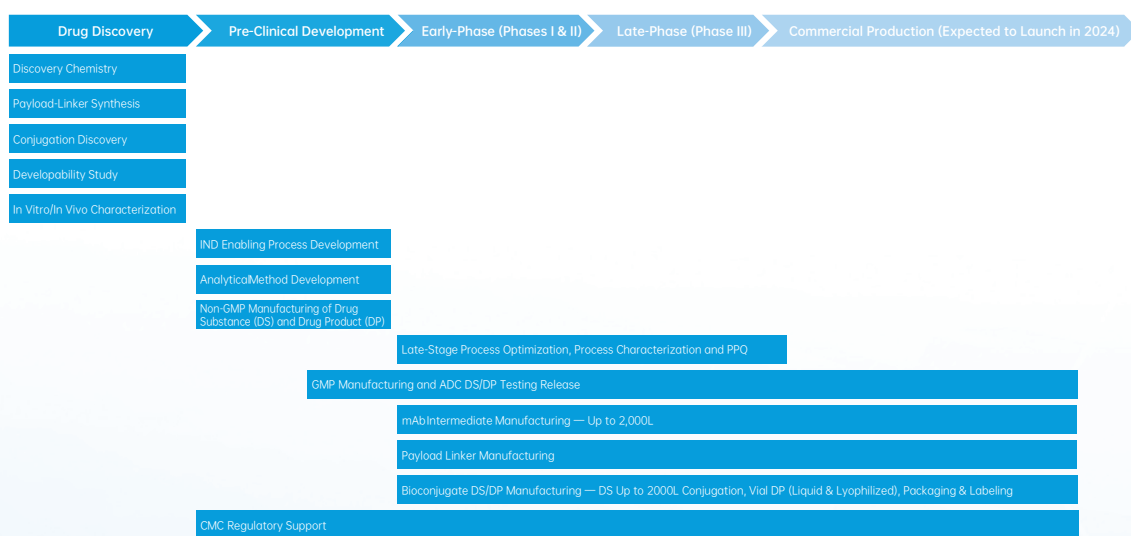 Drug Discovery
Pre-Clinical Development
Early-Phase (Phases I & II)
Late-Phase (Phase III)
Commercial Production (Expected to Launch in 2024)
Discovery Chemistry
Payload-Linker Synthesis
Conjugation Discovery
Developability Study
In Vitro/In Vivo Characterization
IND Enabling Process Development
AnalyticalMethod Development
Non-GMP Manufacturing of Drug
Substance (DS) and Drug Product (DP)
Late-Stage Process Optimization, Process Characterization and PPQ
GMP Manufacturing and ADC DS/DP Testing Release
mAbIntermediate Manufacturing — Up to 2,000L
Payload Linker Manufacturing
Bioconjugate DS/DP Manufacturing — DS Up to 2000L Conjugation, Vial DP (Liquid & Lyophilized), Packaging & Labeling
CMC Regulatory Support